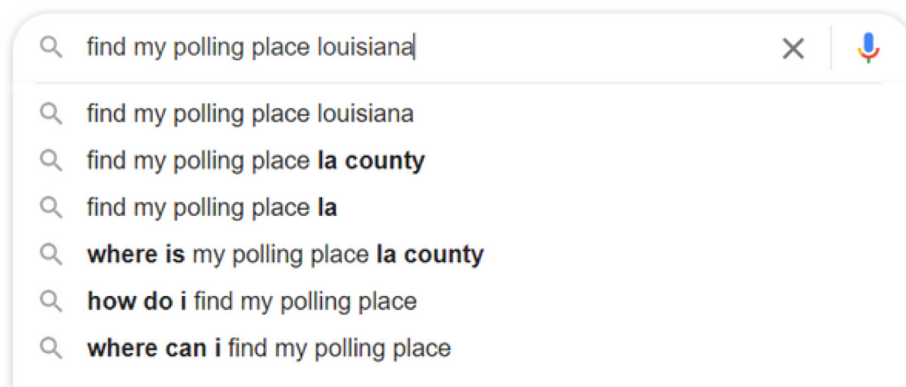 find my polling place louisiana
find my polling place louisiana
find my polling place la county
find my polling place la
where is my polling place la county
how do i find my polling place
where can i find my polling place